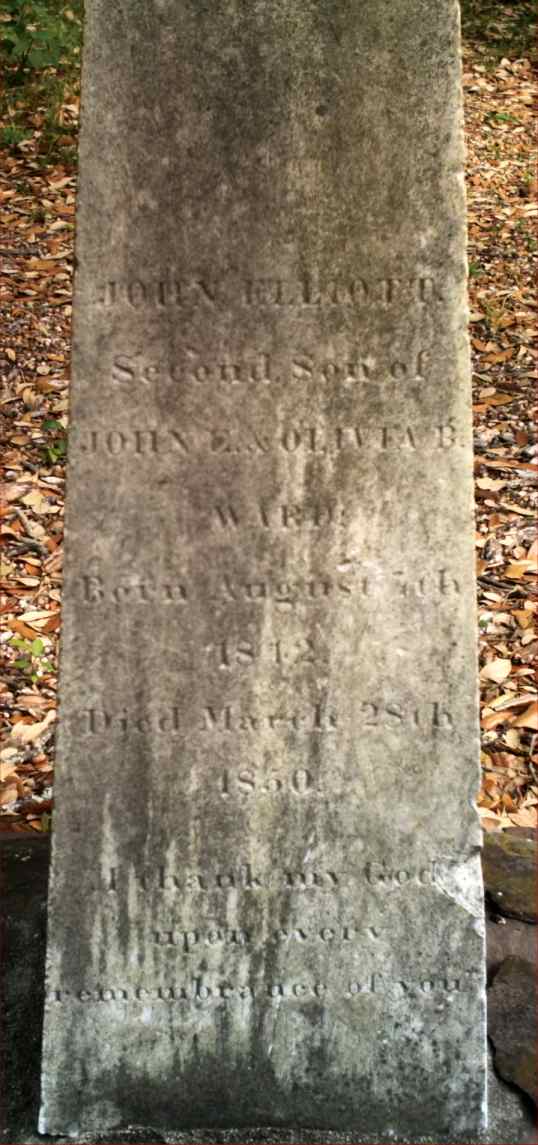 JOHN ELLIOTT.
Second Son of
JOHN E. & OLIVIA B.
WARD.
Born August
1842.
Died March 28th
1850.
I thank my God
upon every
remembrance of you"